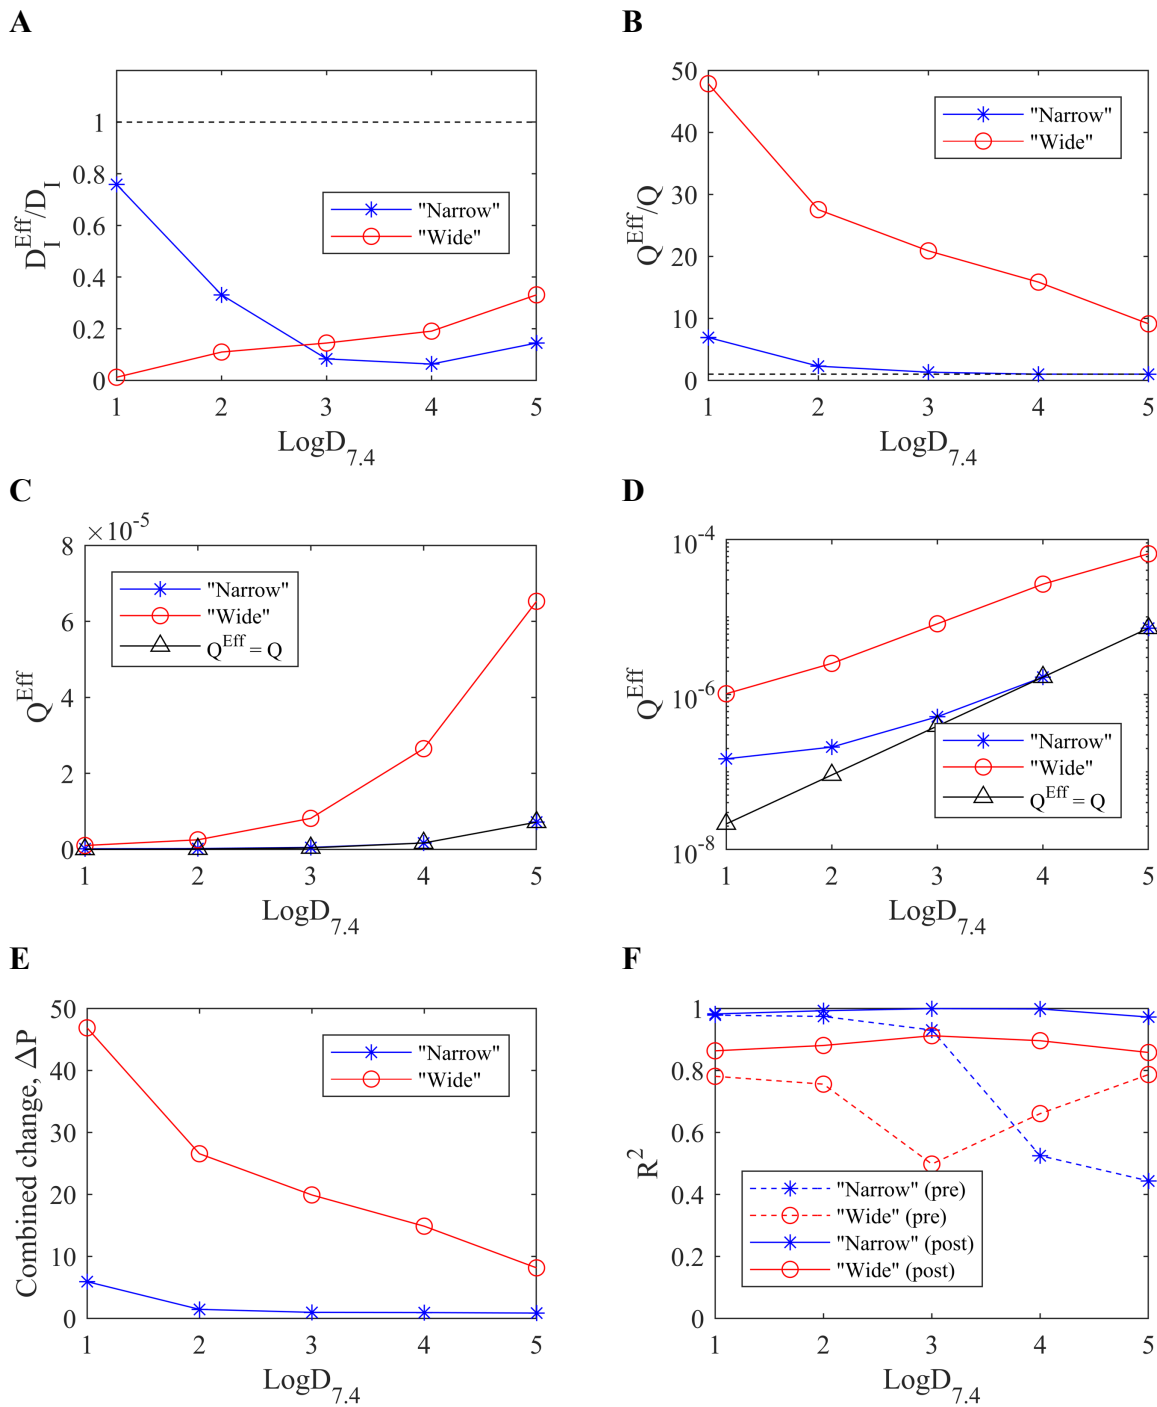 A
1
0.8
0.6
0.4
0.2
0
1 2 3 4 5
D_I^Eff/D_I
LogD_7.4
"Narrow"
"Wide"
B
50
40
30
20
10
0
1 2 3 4 5
Q^Eff/Q
LogD_7.4
"Narrow"
"Wide"
C
×10^-5
8
6
4
2
0
1 2 3 4 5
Q^Eff
LogD_7.4
"Narrow"
"Wide"
Q^Eff = Q
D
10^-4
10^-6
10^-8
1 2 3 4 5
Q^Eff
LogD_7.4
"Narrow"
"Wide"
Q^Eff = Q
E
50
40
30
20
10
0
1 2 3 4 5
Combined change, ΔP
LogD_7.4
"Narrow"
"Wide"
F
1
0.8
0.6
0.4
0.2
0
1 2 3 4 5
R^2
LogD_7.4
"Narrow" (pre)
"Wide" (pre)
"Narrow" (post)
"Wide" (post)